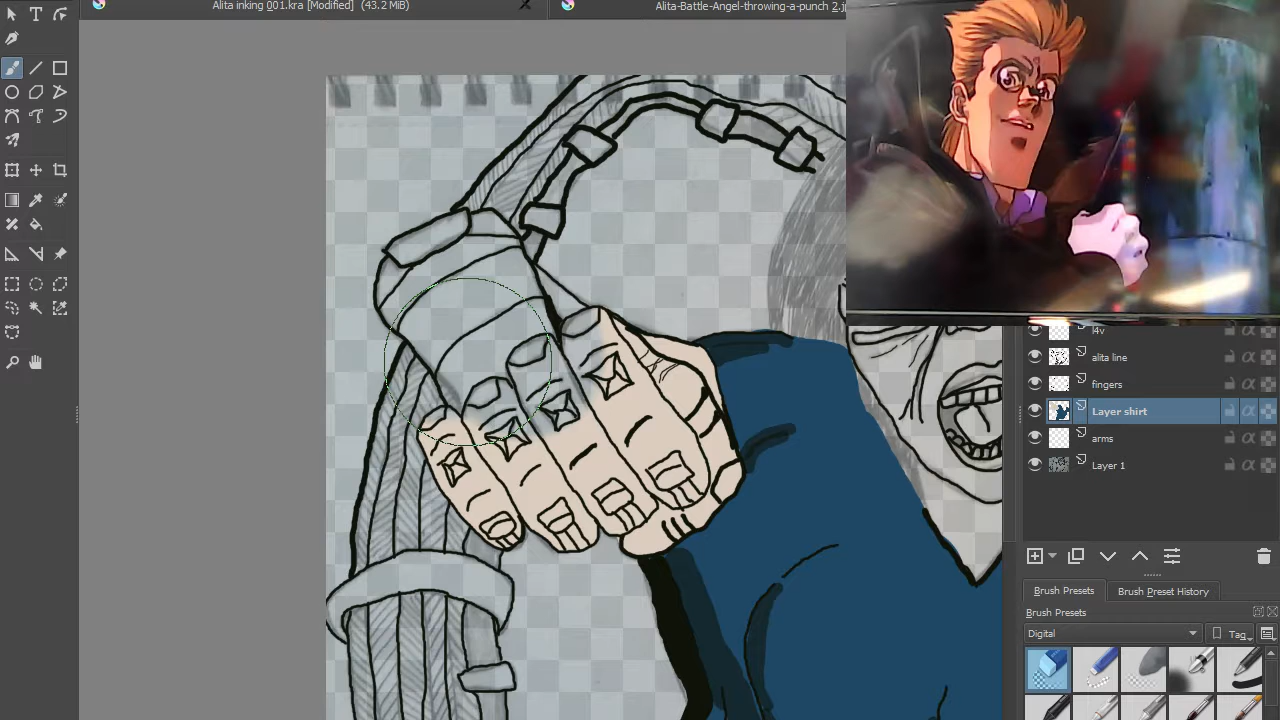 Alita inking 001.kra [Modified] (43.2 MiB)
Alita-Battle-Angel-throwing-a-punch 2.j
l4v
alita line
fingers
Layer shirt
arms
Layer 1
Brush Presets
Brush Preset History
Brush Presets
Digital
Tag